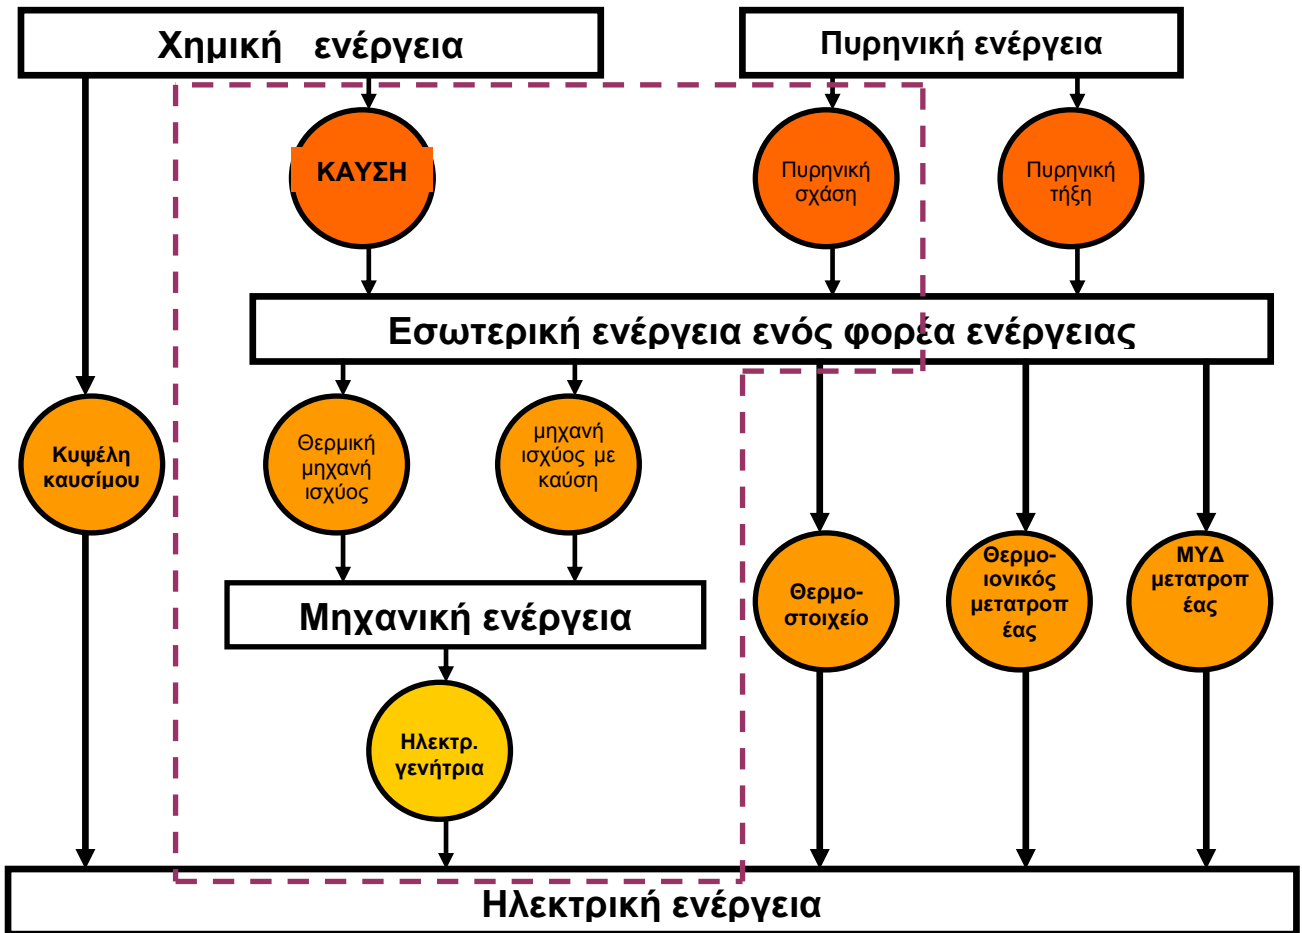 Χημική ενέργεια
Πυρηνική ενέργεια
ΚΑΥΣΗ
Πυρηνική
σχάση
Πυρηνική
τήξη
Εσωτερική ενέργεια ενός φορέα ενέργειας
Κυψέλη
καυσίμου
Θερμική
μηχανή
ισχύος
μηχανή
ισχύος με
καύση
Θερμο-
στοιχείο
Θερμο-
ιονικός
μετατροπ
έας
ΜΥΔ
μετατροπ
έας
Μηχανική ενέργεια
Ηλεκτρ.
γενήτρια
Ηλεκτρική ενέργεια